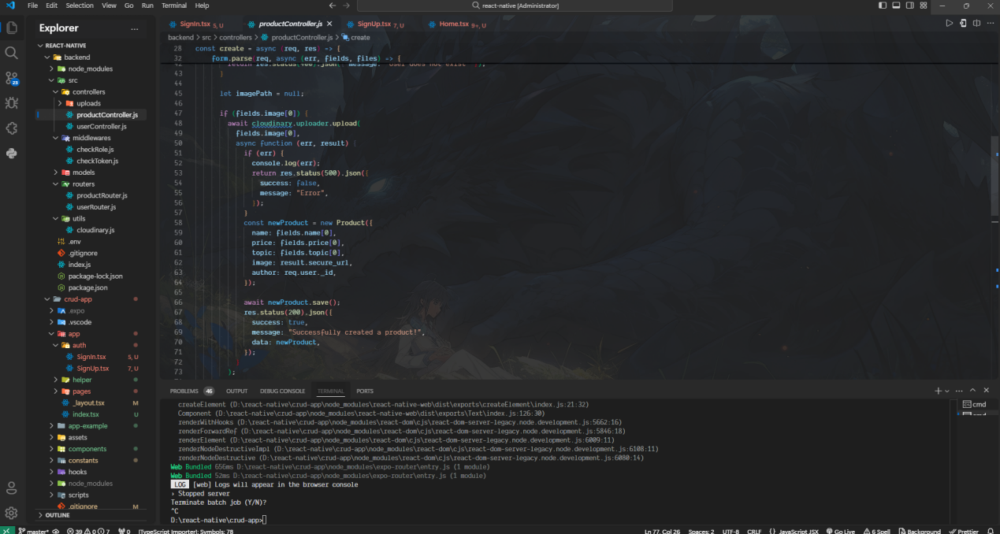 File Edit Selection View Go Run Terminal Help
react-native [Administrator]
Explorer
REACT-NATIVE
backend
node_modules
src
controllers
uploads
productController.js
userController.js
middlewares
checkRole.js
checkToken.js
models
routers
productRouter.js
userRouter.js
utils
cloudinary.js
.env
.gitignore
index.js
package-lock.json
package.json
crud-app
.expo
.vscode
app
auth
SignIn.tsx 5, U
SignUp.tsx 7, U
helper
pages
_layout.tsx M
index.tsx U
app-example
assets
components
constants
hooks
node_modules
scripts
.gitignore M
OUTLINE
23
SignIn.tsx 5, U productController.js SignUp.tsx 7, U Home.tsx 9+, U
backend > src > controllers > productController.js > create
28 const create = async (req, res) => {
32 form.parse req, async (err, fields, files) => {
42 return res.status(400).json({ message: "User does not exist" });
43 }
44
45 let imagePath = null;
46
47 if (fields.image[0]) {
48 await cloudinary.uploader.upload(
49 fields.image[0],
50 async function (err, result) {
51 if (err) {
52 console.log(err);
53 return res.status(500).json({
54 success: false,
55 message: "Error",
56 });
57 }
58 const newProduct = new Product({
59 name: fields.name[0],
60 price: fields.price[0],
61 topic: fields.topic[0],
62 image: result.secure_url,
63 author: req.user._id,
64 });
65
66 await newProduct.save();
67 res.status(200).json({
68 success: true,
69 message: "Successfully created a product!",
70 data: newProduct,
71 });
72 }
73 );
PROBLEMS 46 OUTPUT DEBUG CONSOLE TERMINAL PORTS
createElement (D:\react-native\crud-app\node_modules\react-native-web\dist\exports\createElement\index.js:21:32)
Component (D:\react-native\crud-app\node_modules\react-native-web\dist\exports\Text\index.js:126:30)
renderWithHooks (D:\react-native\crud-app\node_modules\react-dom\cjs\react-dom-server-legacy.node.development.js:5662:16)
renderForwardRef (D:\react-native\crud-app\node_modules\react-dom\cjs\react-dom-server-legacy.node.development.js:5846:18)
renderElement (D:\react-native\crud-app\node_modules\react-dom\cjs\react-dom-server-legacy.node.development.js:6009:11)
renderNodeDestructiveImpl (D:\react-native\crud-app\node_modules\react-dom\cjs\react-dom-server-legacy.node.development.js:6108:11)
renderNodeDestructive (D:\react-native\crud-app\node_modules\react-dom\cjs\react-dom-server-legacy.node.development.js:6080:14)
Web Bundled 656ms D:\react-native\crud-app\node_modules\expo-router\entry.js (1 module)
Web Bundled 52ms D:\react-native\crud-app\node_modules\expo-router\entry.js (1 module)
LOG [web] Logs will appear in the browser console
› Stopped server
Terminate batch job (Y/N)?
^C
D:\react-native\crud-app>
cmd
cmd
master* 39 0 7 0 [TypeScript Importer]: Symbols: 78 Ln 77, Col 26 Spaces: 2 UTF-8 CRLF {} JavaScript JSX Go Live 6 Spell Background Prettier